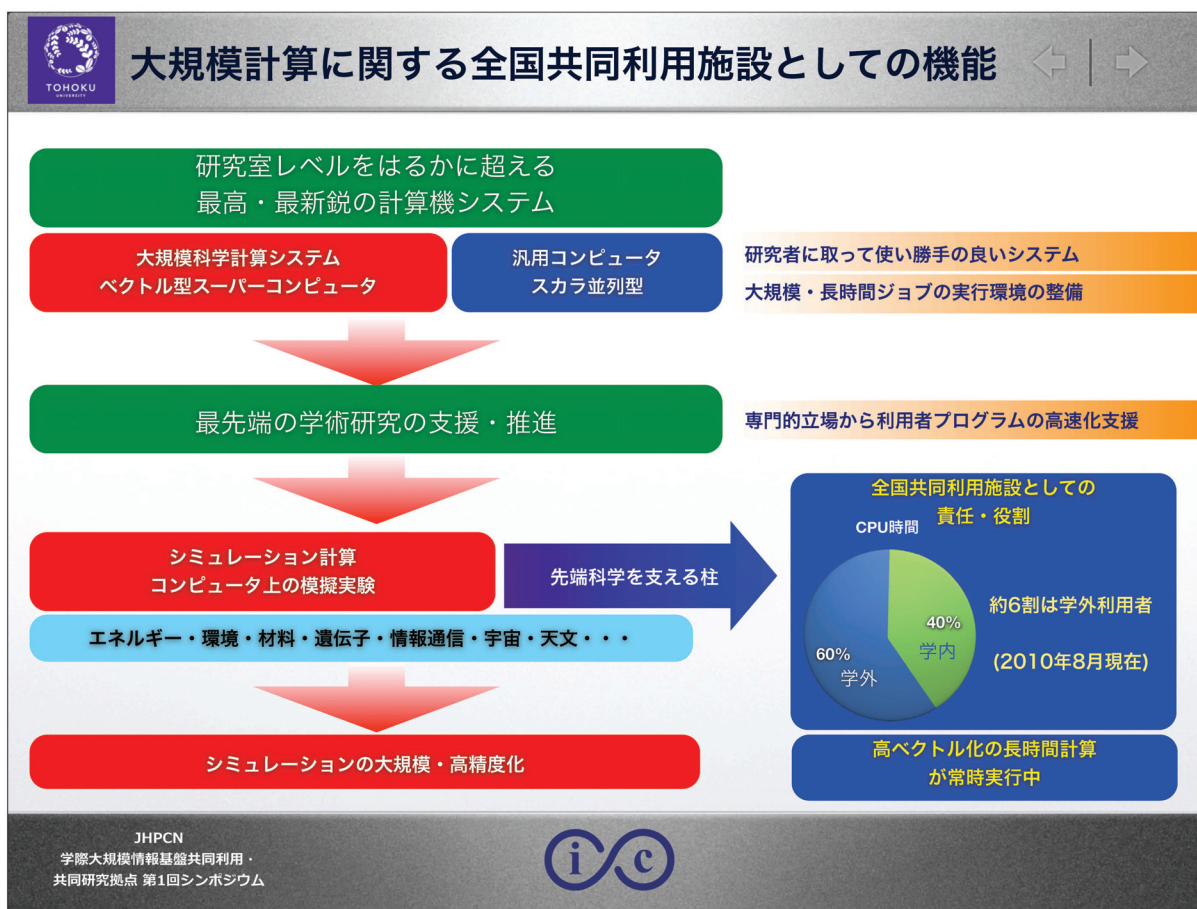 大規模計算に関する全国共同利用施設としての機能
TOHOKU
UNIVERSITY
研究室レベルをはるかに超える
最高・最新鋭の計算機システム
大規模科学計算システム
ベクトル型スーパーコンピュータ
汎用コンピュータ
スカラ並列型
研究者に取って使い勝手の良いシステム
大規模・長時間ジョブの実行環境の整備
最先端の学術研究の支援・推進
専門的立場から利用者プログラムの高速化支援
シミュレーション計算
コンピュータ上の模擬実験
先端科学を支える柱
エネルギー・環境・材料・遺伝子・情報通信・宇宙・天文・・・
全国共同利用施設としての
責任・役割
CPU時間
40%
学内
60%
学外
約6割は学外利用者
(2010年8月現在)
シミュレーションの大規模・高精度化
高ベクトル化の長時間計算
が常時実行中
JHPCN
学際大規模情報基盤共同利用・
共同研究拠点 第1回シンポジウム
i c